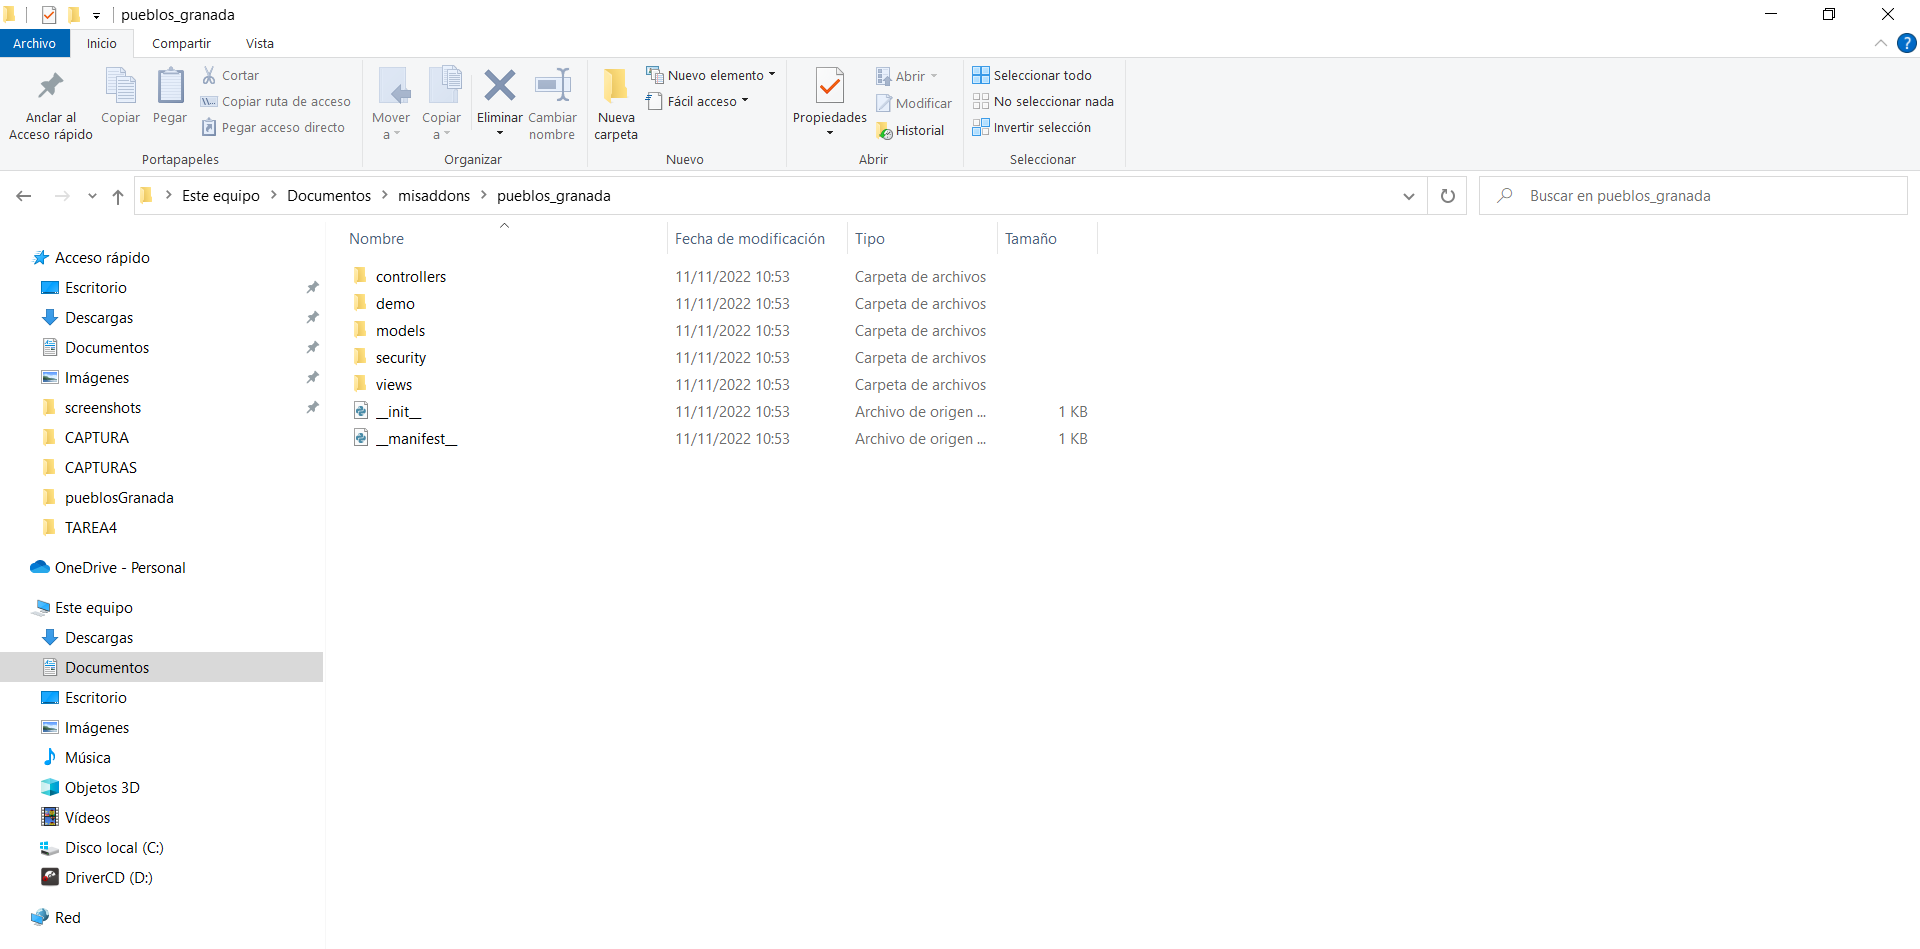 pueblos_granada
Archivo Inicio Compartir Vista
Anclar al
Acceso rápido
Copiar
Pegar
Cortar
Copiar ruta de acceso
Pegar acceso directo
Portapapeles
Mover
a
Copiar
a
Eliminar
Cambiar
nombre
Organizar
Nueva
carpeta
Nuevo elemento
Fácil acceso
Nuevo
Propiedades
Abrir
Modificar
Historial
Abrir
Seleccionar todo
No seleccionar nada
Invertir selección
Seleccionar
Este equipo > Documentos > misaddons > pueblos_granada
Buscar en pueblos_granada
Acceso rápido
Escritorio
Descargas
Documentos
Imágenes
screenshots
CAPTURA
CAPTURAS
pueblosGranada
TAREA4
OneDrive - Personal
Este equipo
Descargas
Documentos
Escritorio
Imágenes
Música
Objetos 3D
Vídeos
Disco local (C:)
DriverCD (D:)
Red
Nombre Fecha de modificación Tipo Tamaño
controllers 11/11/2022 10:53 Carpeta de archivos
demo 11/11/2022 10:53 Carpeta de archivos
models 11/11/2022 10:53 Carpeta de archivos
security 11/11/2022 10:53 Carpeta de archivos
views 11/11/2022 10:53 Carpeta de archivos
__init__ 11/11/2022 10:53 Archivo de origen ... 1 KB
__manifest__ 11/11/2022 10:53 Archivo de origen ... 1 KB